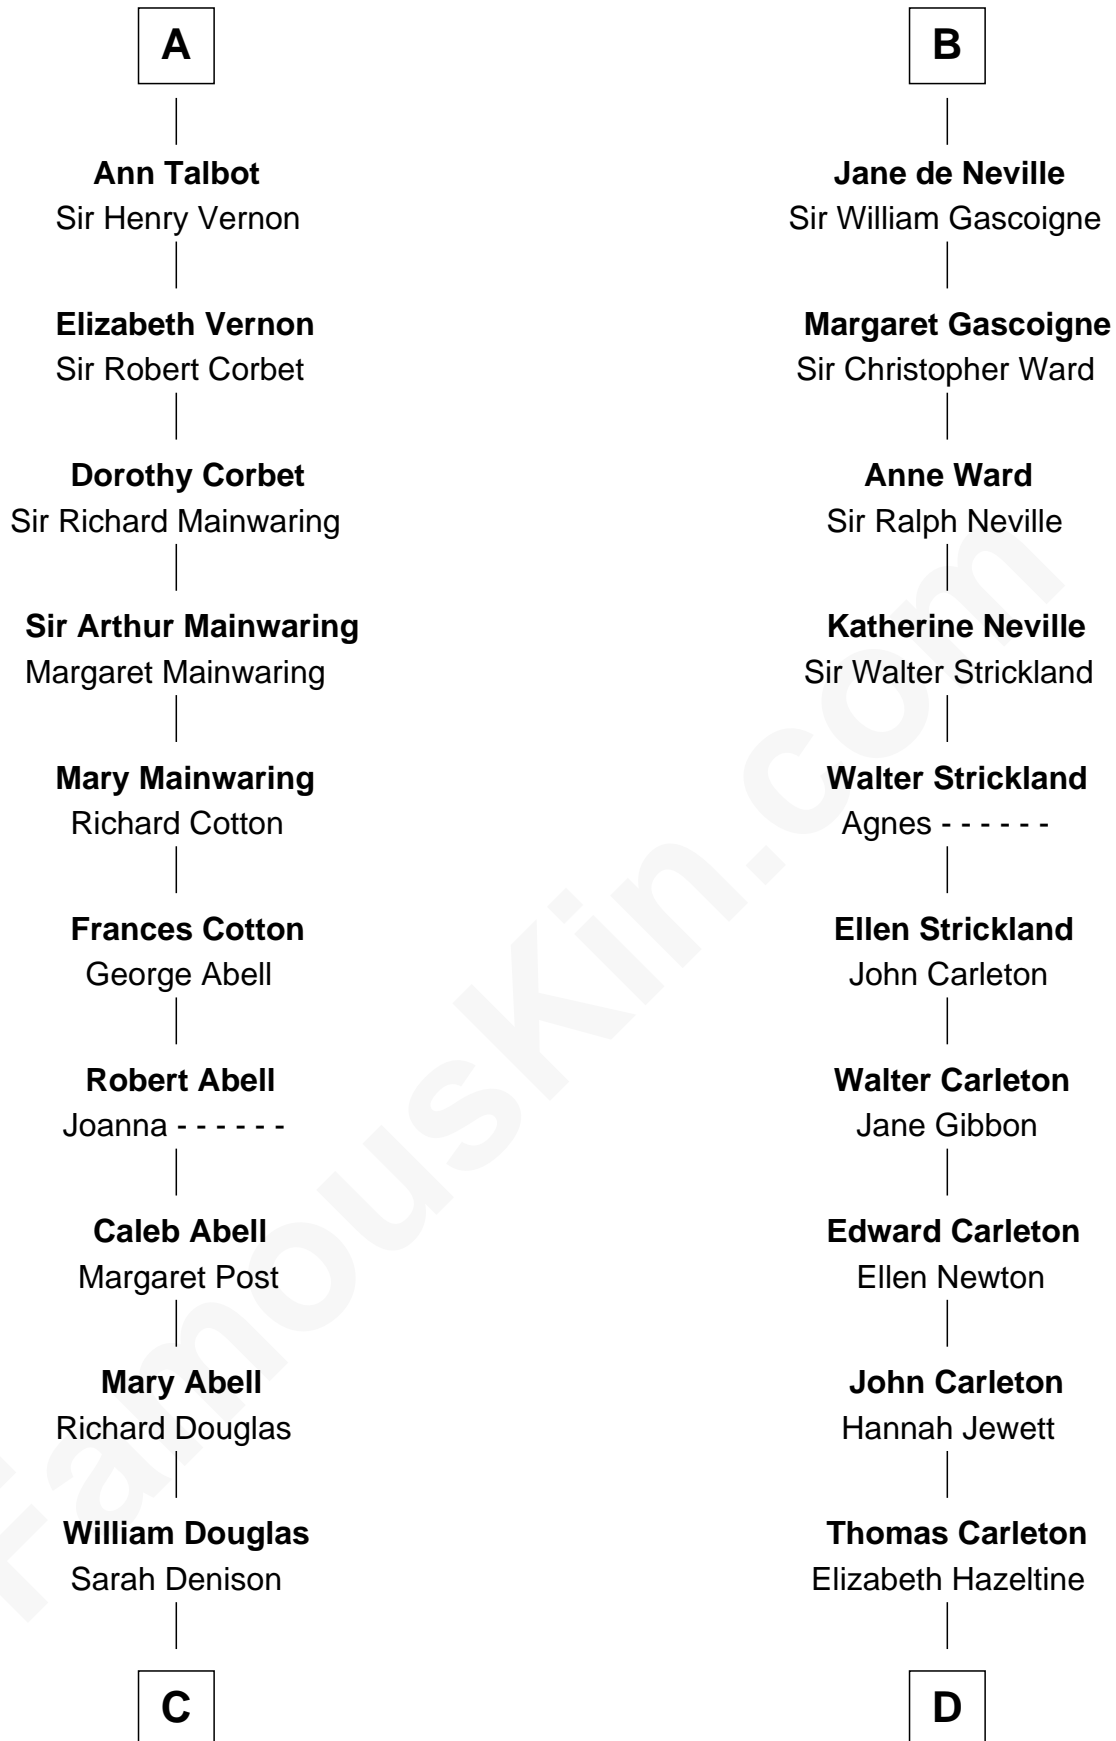 A
Ann Talbot
Sir Henry Vernon
Elizabeth Vernon
Sir Robert Corbet
Dorothy Corbet
Sir Richard Mainwaring
Sir Arthur Mainwaring
Margaret Mainwaring
Mary Mainwaring
Richard Cotton
Frances Cotton
George Abell
Robert Abell
Joanna - - - - - -
Caleb Abell
Margaret Post
Mary Abell
Richard Douglas
William Douglas
Sarah Denison
C
B
Jane de Neville
Sir William Gascoigne
Margaret Gascoigne
Sir Christopher Ward
Anne Ward
Sir Ralph Neville
Katherine Neville
Sir Walter Strickland
Walter Strickland
Agnes - - - - - -
Ellen Strickland
John Carleton
Walter Carleton
Jane Gibbon
Edward Carleton
Ellen Newton
John Carleton
Hannah Jewett
Thomas Carleton
Elizabeth Hazeltine
D
FamousKin.com